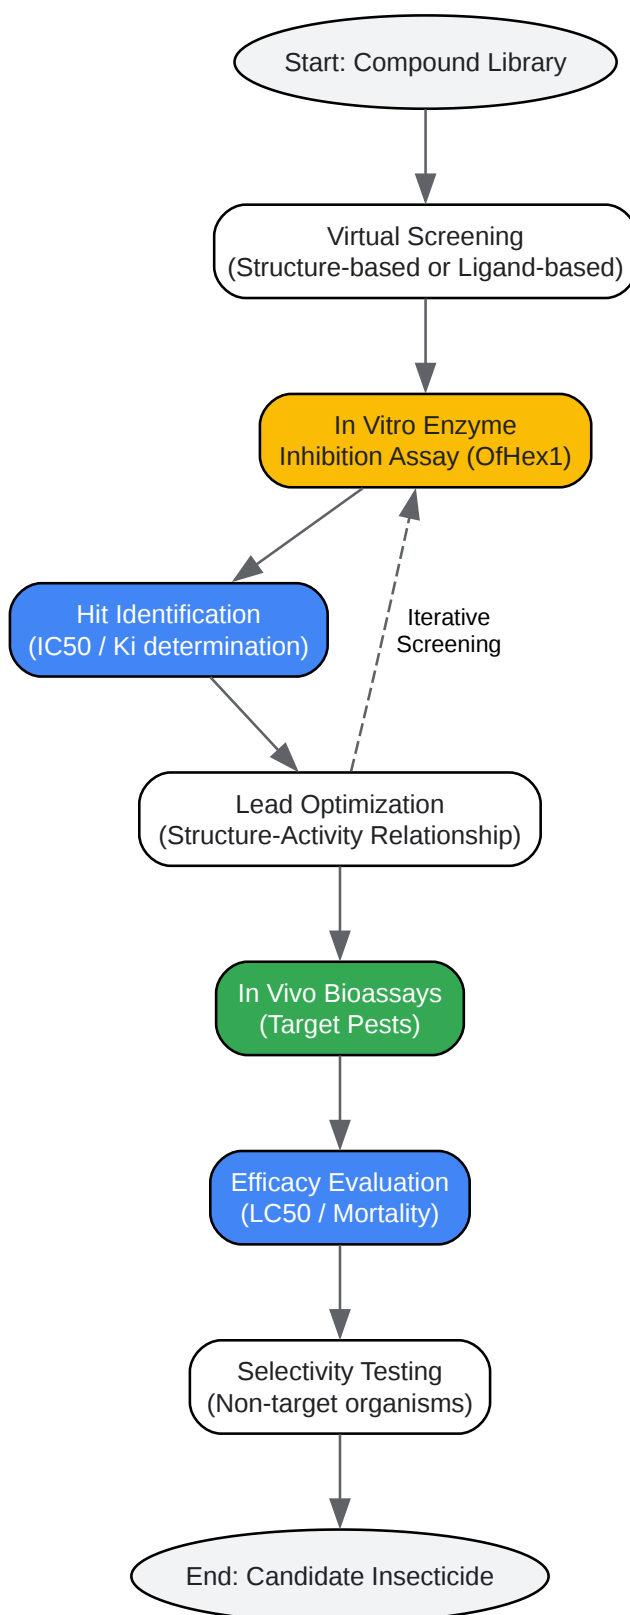 Start: Compound Library
Virtual Screening
(Structure-based or Ligand-based)
In Vitro Enzyme
Inhibition Assay (OfHex1)
Hit Identification
(IC50 / Ki determination)
Iterative
Screening
Lead Optimization
(Structure-Activity Relationship)
In Vivo Bioassays
(Target Pests)
Efficacy Evaluation
(LC50 / Mortality)
Selectivity Testing
(Non-target organisms)
End: Candidate Insecticide